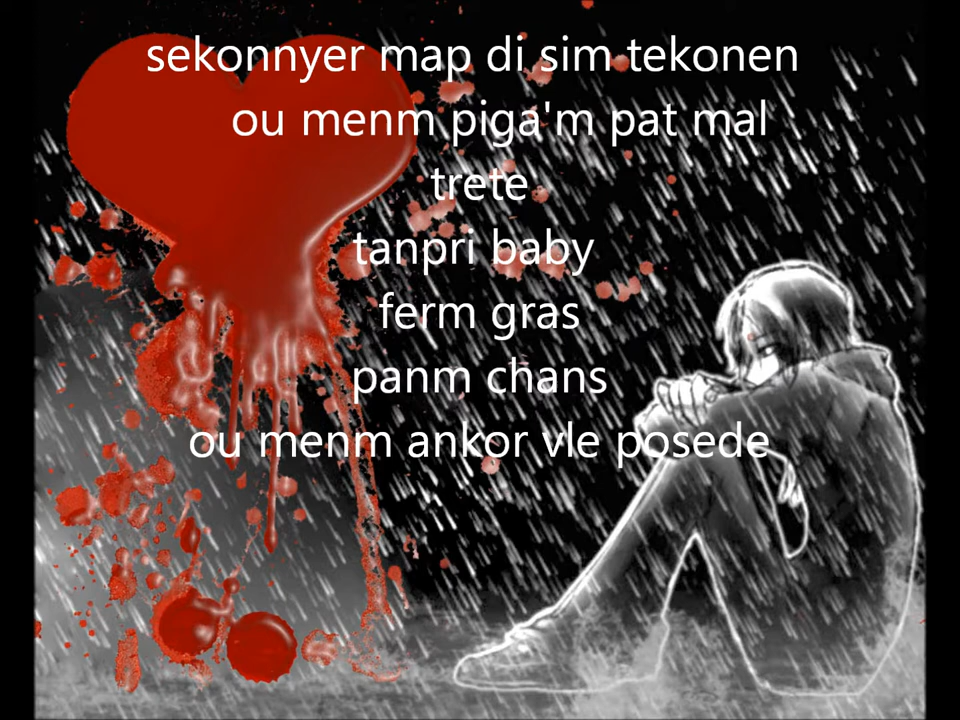 sekonnyer map di sim tekonen
ou menm piga'm pat mal
trete
tanpri baby
ferm gras
panm chans
ou menm ankor vle posede